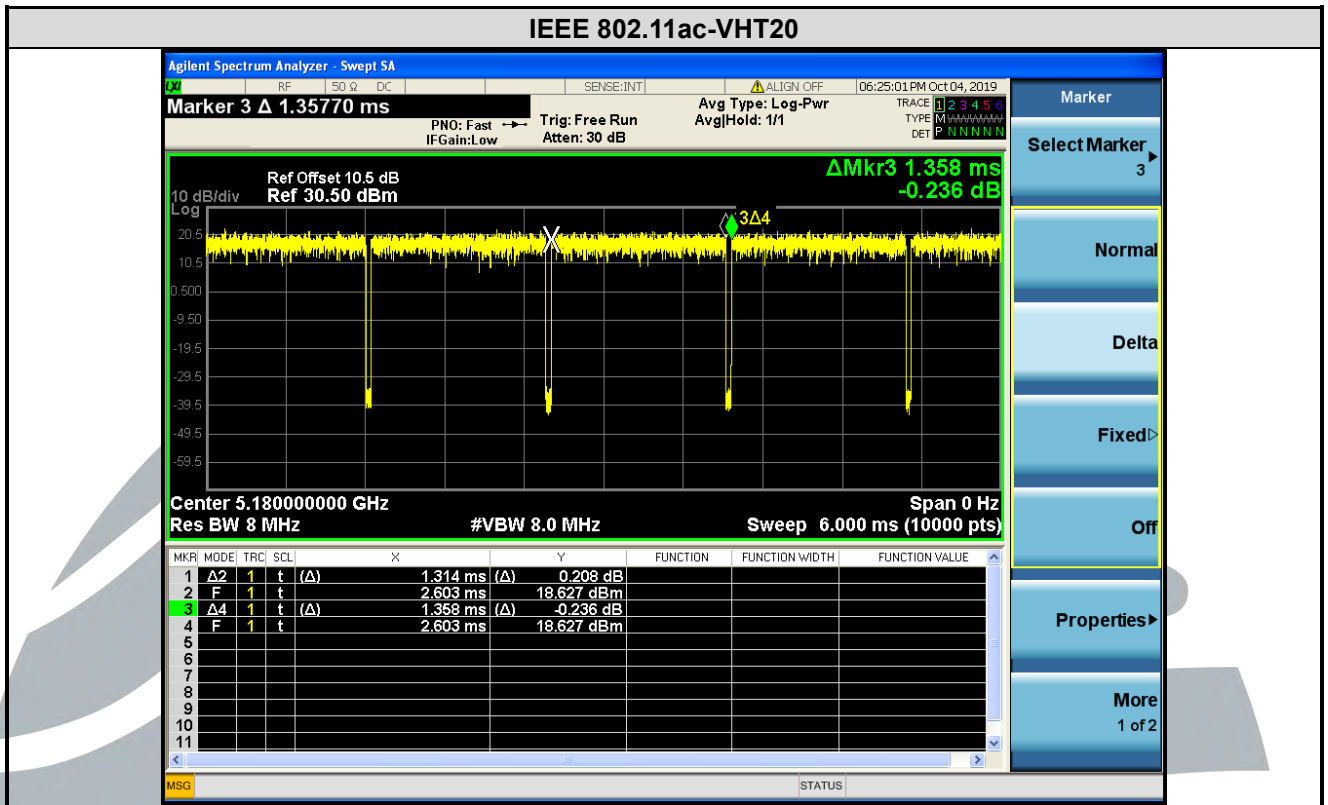 IEEE 802.11ac-VHT20
Agilent Spectrum Analyzer - Swept SA
LXI RF 50 Ω DC SENSE:INT ALIGN OFF 06:25:01 PM Oct 04, 2019
Marker 3 Δ 1.35770 ms
PNO: Fast
IFGain:Low
Trig: Free Run
Atten: 30 dB
Avg Type: Log-Pwr
Avg|Hold: 1/1
TRACE 1 2 3 4 5 6
TYPE M
DET P N N N N N
ΔMkr3 1.358 ms
-0.236 dB
Ref Offset 10.5 dB
10 dB/div Ref 30.50 dBm
Log
3Δ4
20.5
10.5
0.500
-9.50
-19.5
-29.5
-39.5
-49.5
-59.5
X
Center 5.180000000 GHz Span 0 Hz
Res BW 8 MHz #VBW 8.0 MHz Sweep 6.000 ms (10000 pts)
MKR MODE TRC SCL X Y FUNCTION FUNCTION WIDTH FUNCTION VALUE
1 Δ2 1 t (Δ) 1.314 ms (Δ) 0.208 dB
2 F 1 t 2.603 ms 18.627 dBm
3 Δ4 1 t (Δ) 1.358 ms (Δ) -0.236 dB
4 F 1 t 2.603 ms 18.627 dBm
5
6
7
8
9
10
11
MSG STATUS
Marker
Select Marker
3
Normal
Delta
Fixed
Off
Properties
More
1 of 2